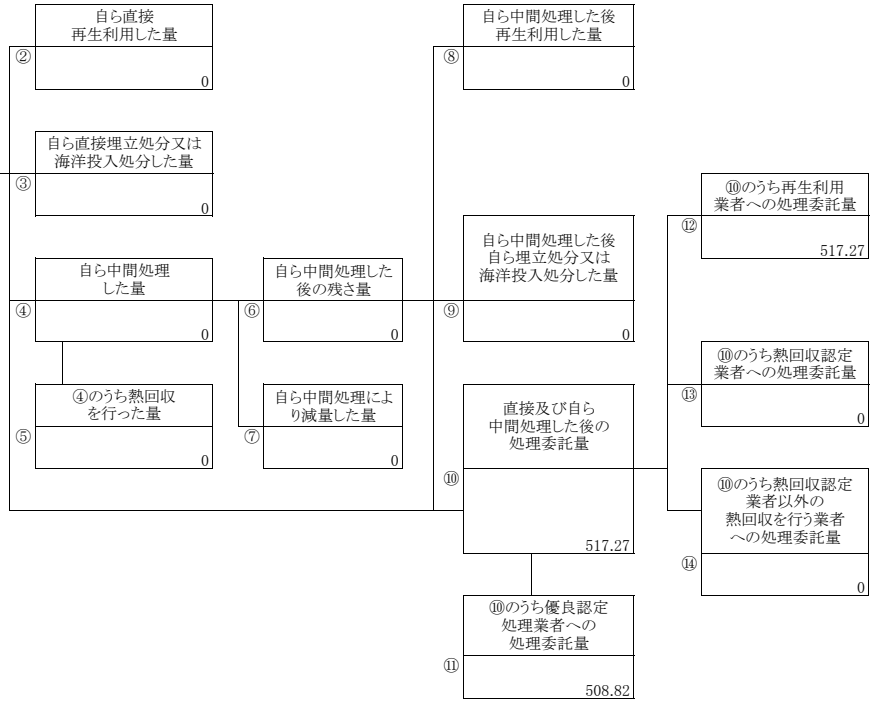 自ら直接
再生利用した量
②
0
自ら直接埋立処分又は
海洋投入処分した量
③
0
自ら中間処理
した量
④
0
④のうち熱回収
を行った量
⑤
0
自ら中間処理した
後の残さ量
⑥
0
自ら中間処理によ
り減量した量
⑦
0
自ら中間処理した後
再生利用した量
⑧
0
自ら中間処理した後
自ら埋立処分又は
海洋投入処分した量
⑨
0
直接及び自ら
中間処理した後の
処理委託量
⑩
517.27
⑩のうち優良認定
処理業者への
処理委託量
⑪
508.82
⑩のうち再生利用
業者への処理委託量
⑫
517.27
⑩のうち熱回収認定
業者への処理委託量
⑬
0
⑩のうち熱回収認定
業者以外の
熱回収を行う業者
への処理委託量
⑭
0